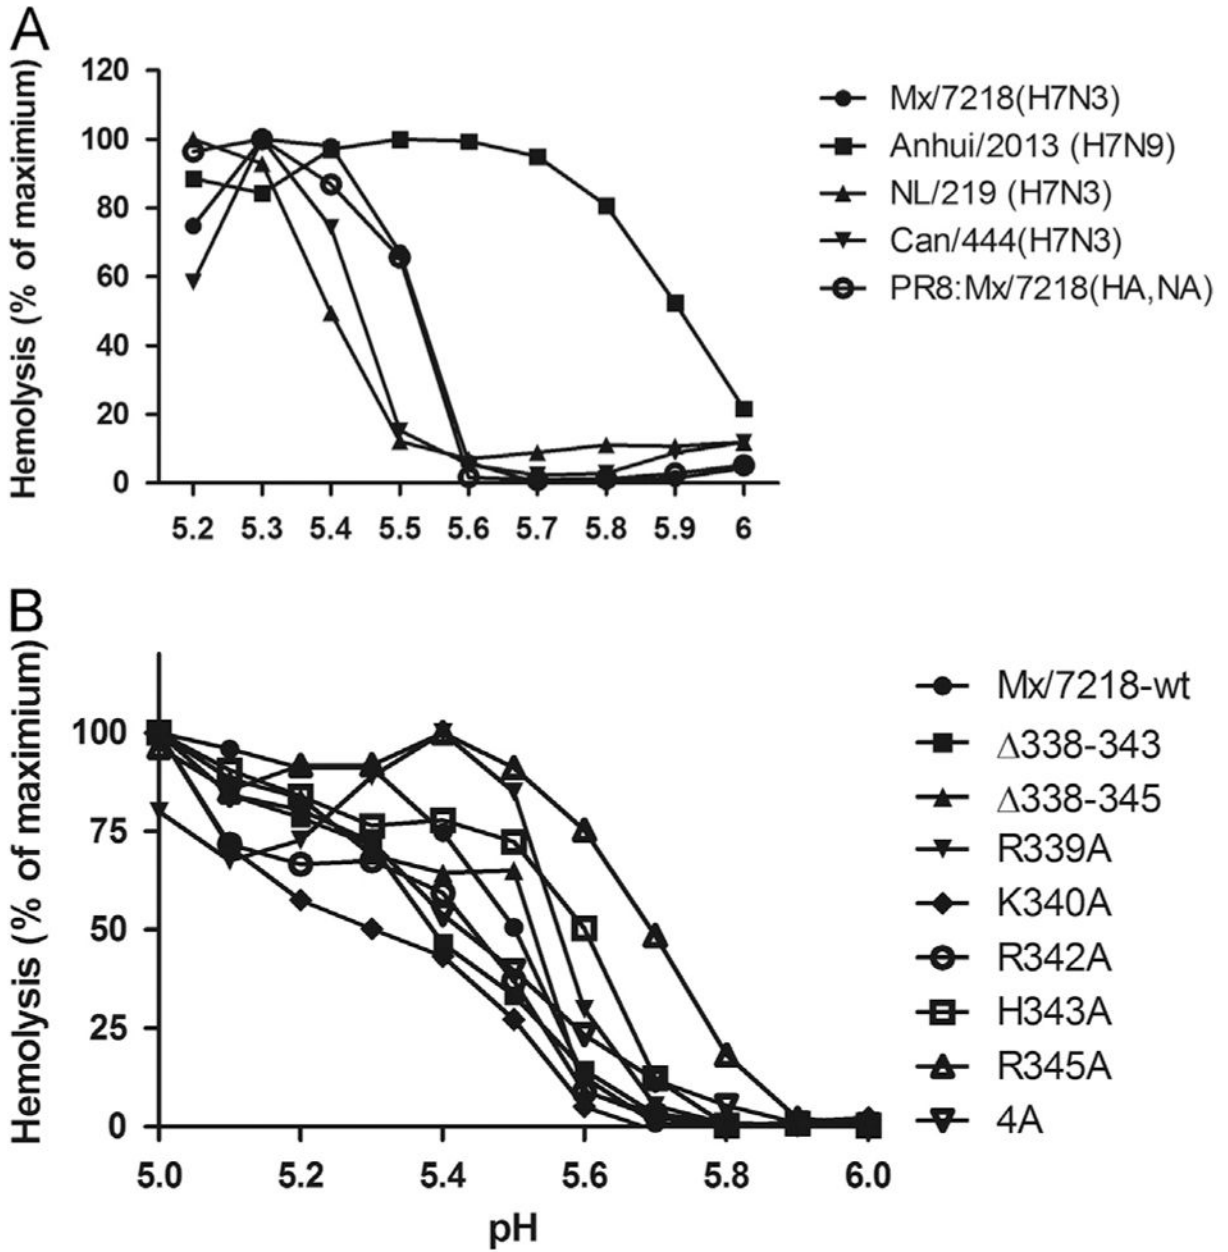 A
Hemolysis (% of maximium)
120
100
80
60
40
20
0
5.2 5.3 5.4 5.5 5.6 5.7 5.8 5.9 6
Mx/7218(H7N3)
Anhui/2013 (H7N9)
NL/219 (H7N3)
Can/444(H7N3)
PR8:Mx/7218(HA,NA)
B
Hemolysis (% of maximium)
100
75
50
25
0
5.0 5.2 5.4 5.6 5.8 6.0
pH
Mx/7218-wt
Δ338-343
Δ338-345
R339A
K340A
R342A
H343A
R345A
4A